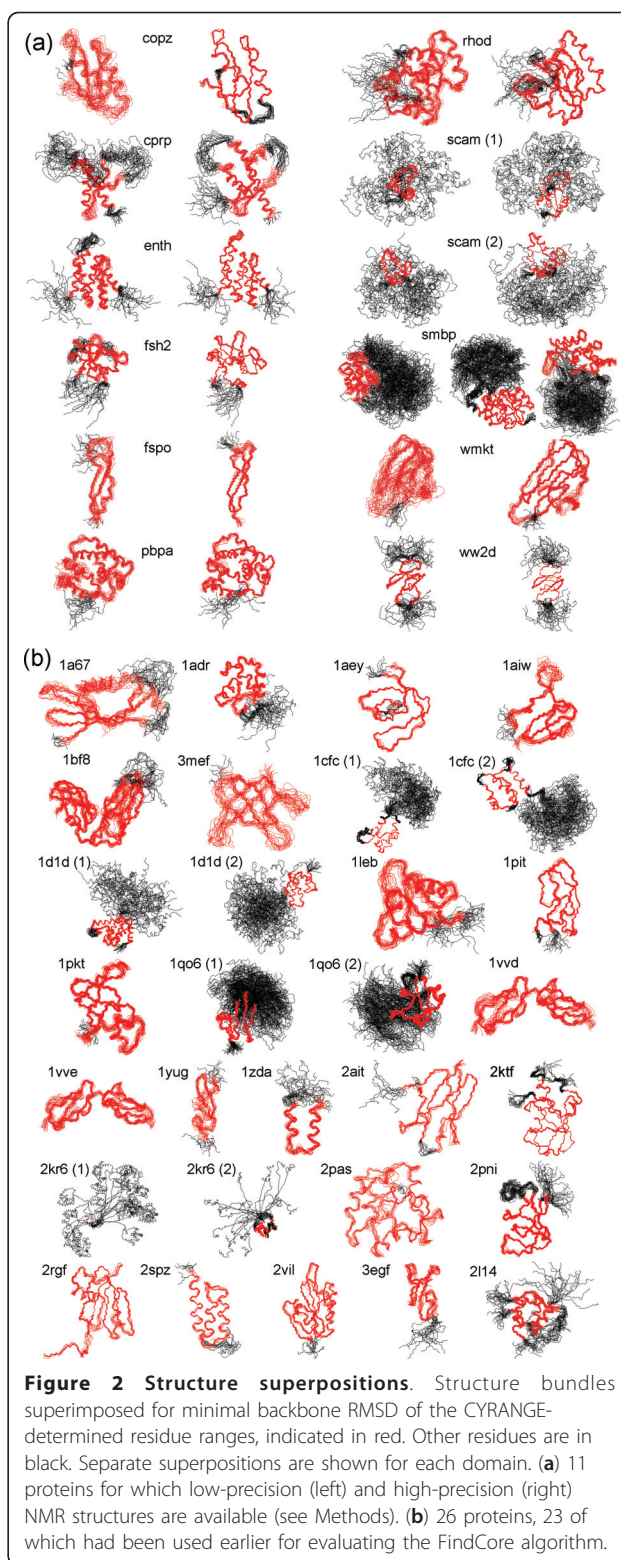 (a)
copz
rhod
cprp
scam (1)
enth
scam (2)
fsh2
smbp
fspo
wmkt
pbpa
ww2d
(b)
1a67
1adr
1aey
1aiw
1bf8
3mef
1cfc (1)
1cfc (2)
1d1d (1)
1d1d (2)
1leb
1pit
1pkt
1qo6 (1)
1qo6 (2)
1vvd
1vve
1yug
1zda
2ait
2ktf
2kr6 (1)
2kr6 (2)
2pas
2pni
2rgf
2spz
2vil
3egf
2l14
Figure 2 Structure superpositions. Structure bundles
superimposed for minimal backbone RMSD of the CYRANGE-
determined residue ranges, indicated in red. Other residues are in
black. Separate superpositions are shown for each domain. (a) 11
proteins for which low-precision (left) and high-precision (right)
NMR structures are available (see Methods). (b) 26 proteins, 23 of
which had been used earlier for evaluating the FindCore algorithm.